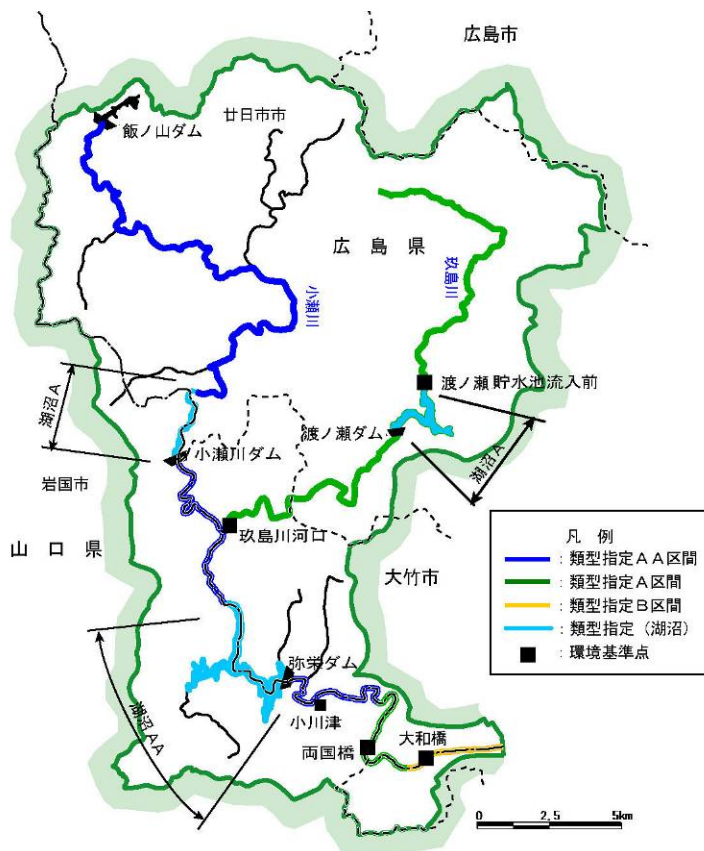 広島市
廿日市市
飯ノ山ダム
広島県
玖島川
小瀬川
渡ノ瀬貯水池流入前
湖沼A
渡ノ瀬ダム
小瀬川ダム
湖沼A
岩国市
玖島川河口
山口県
大竹市
凡例
：類型指定AA区間
：類型指定A区間
：類型指定B区間
：類型指定（湖沼）
：環境基準点
弥栄ダム
湖沼AA
小川津
両国橋
大和橋
0 2.5 5km